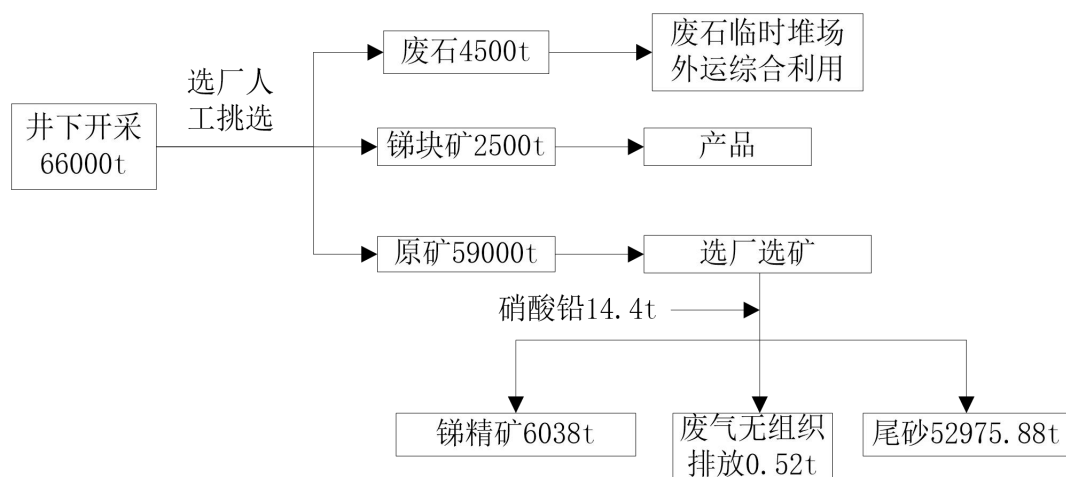 废石4500t
废石临时堆场
外运综合利用
选厂人
工挑选
井下开采
66000t
锑块矿2500t
产品
原矿59000t
选厂选矿
硝酸铅14.4t
锑精矿6038t
废气无组织
排放0.52t
尾砂52975.88t